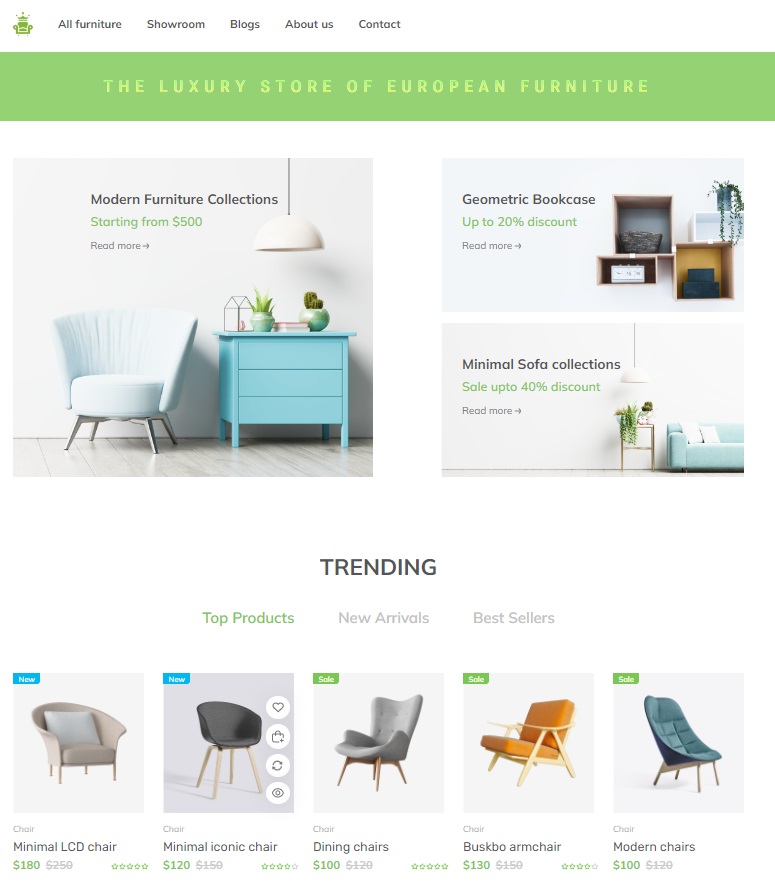 All furniture Showroom Blogs About us Contact
THE LUXURY STORE OF EUROPEAN FURNITURE
Modern Furniture Collections
Starting from $500
Read more
Geometric Bookcase
Up to 20% discount
Read more
Minimal Sofa collections
Sale upto 40% discount
Read more
TRENDING
Top Products New Arrivals Best Sellers
New New Sale Sale Sale
Chair Chair Chair Chair Chair
Minimal LCD chair Minimal iconic chair Dining chairs Buskbo armchair Modern chairs
$180 $250 $120 $150 $100 $120 $130 $150 $100 $120